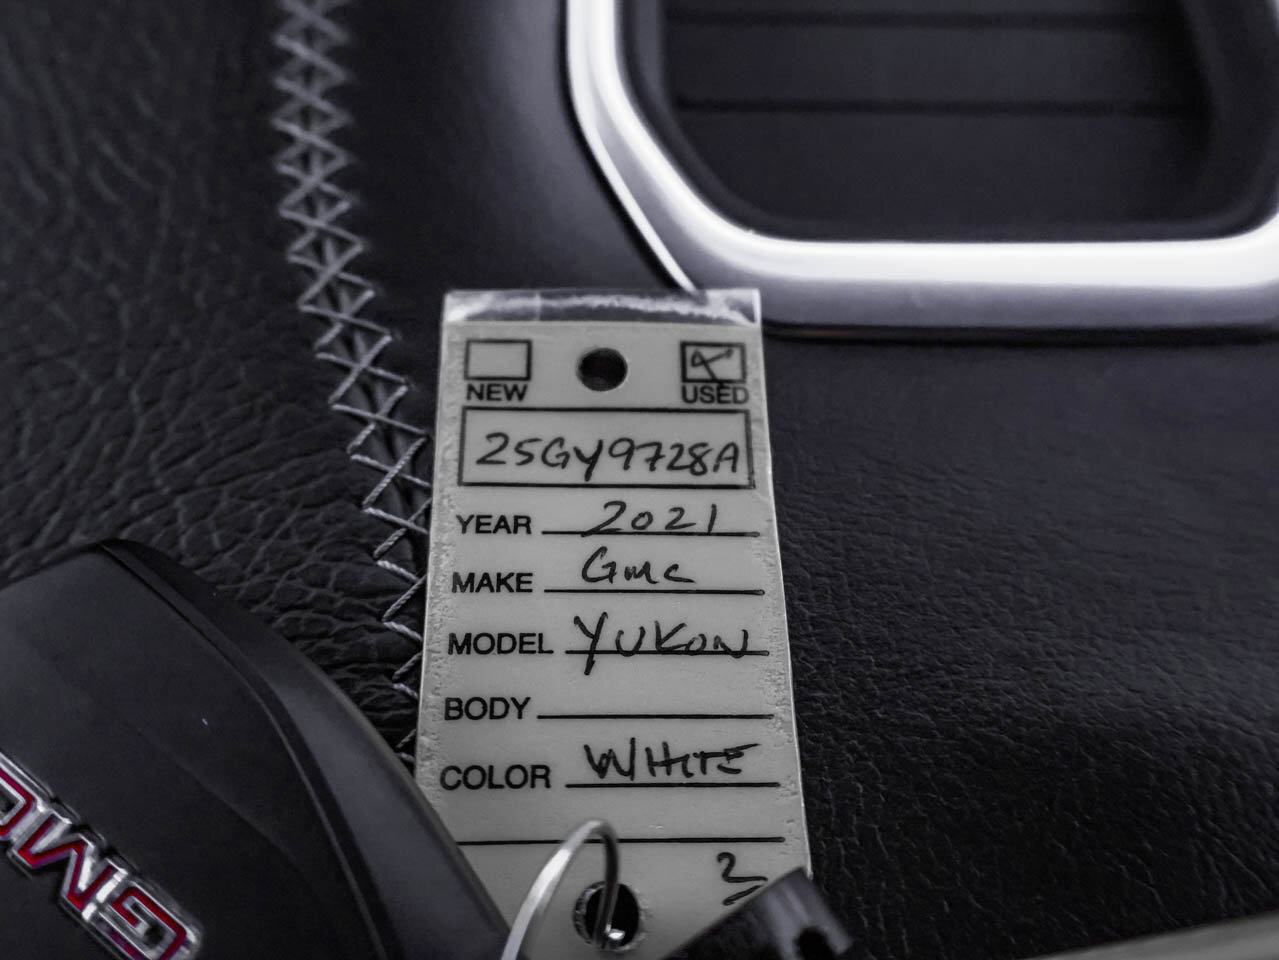 NEW USED
25GY9728A
YEAR 2021
MAKE GMC
MODEL YUKON
BODY
COLOR WHITE
2
GMC